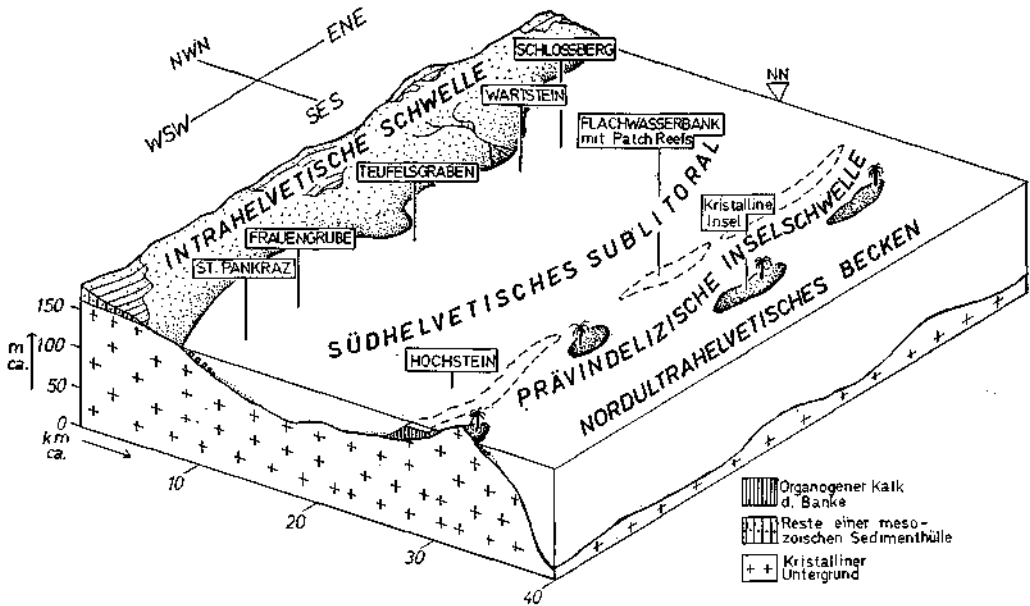 NWN
ENE
WSW
SES
INTRAHELVETISCHE SCHWELLE
SCHLOSSBERG
WARTSTEIN
TEUFELSGRABEN
FRAUENGRUBE
ST. PANKRAZ
NN
FLACHWASSERBANK
mit Patch Reefs
Kristalline
Insel
SÜDHELVETISCHES SUBLITORAL
PRÄVINDELIZISCHE INSELSCHWELLE
NORDULTRAHELVETISCHES BECKEN
HOCHSTEIN
150
m
ca.
100
50
0
km
ca.
10
20
30
40
Organogener Kalk
d. Bänke
Reste einer meso-
zoischen Sedimenthülle
Kristalliner
Untergrund